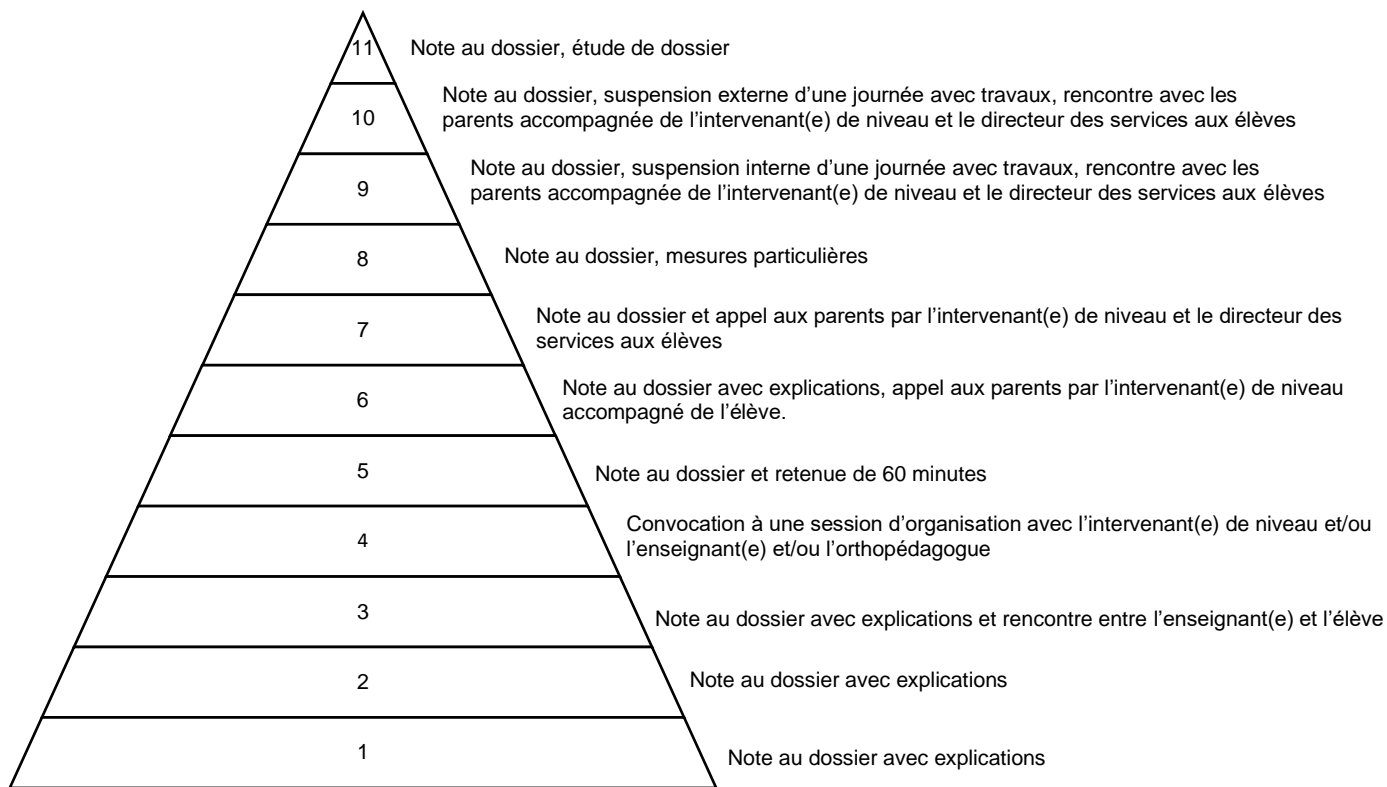 11
Note au dossier, étude de dossier
10
Note au dossier, suspension externe d’une journée avec travaux, rencontre avec les
parents accompagnée de l’intervenant(e) de niveau et le directeur des services aux élèves
9
Note au dossier, suspension interne d’une journée avec travaux, rencontre avec les
parents accompagnée de l’intervenant(e) de niveau et le directeur des services aux élèves
8
Note au dossier, mesures particulières
7
Note au dossier et appel aux parents par l’intervenant(e) de niveau et le directeur des
services aux élèves
6
Note au dossier avec explications, appel aux parents par l’intervenant(e) de niveau
accompagné de l’élève.
5
Note au dossier et retenue de 60 minutes
4
Convocation à une session d’organisation avec l’intervenant(e) de niveau et/ou
l’enseignant(e) et/ou l’orthopédagogue
3
Note au dossier avec explications et rencontre entre l’enseignant(e) et l’élève
2
Note au dossier avec explications
1
Note au dossier avec explications